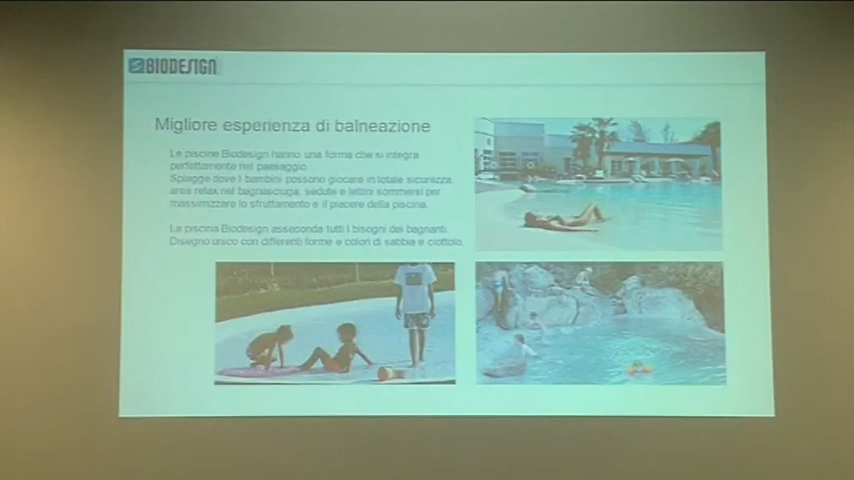 BIODESIGN
Migliore esperienza di balneazione
Le piscine Biodesign hanno una forma che si integra
perfettamente nel paesaggio.
Spiagge dove I bambini possono giocare in totale sicurezza,
area relax nel bagnasciuga, sedute e lettini sommersi per
massimizzare lo sfruttamento e il piacere della piscina.
La piscina Biodesign asseconda tutti I bisogni dei bagnanti.
Disegno unico con differenti forme e colori di sabbia e ciottolo.